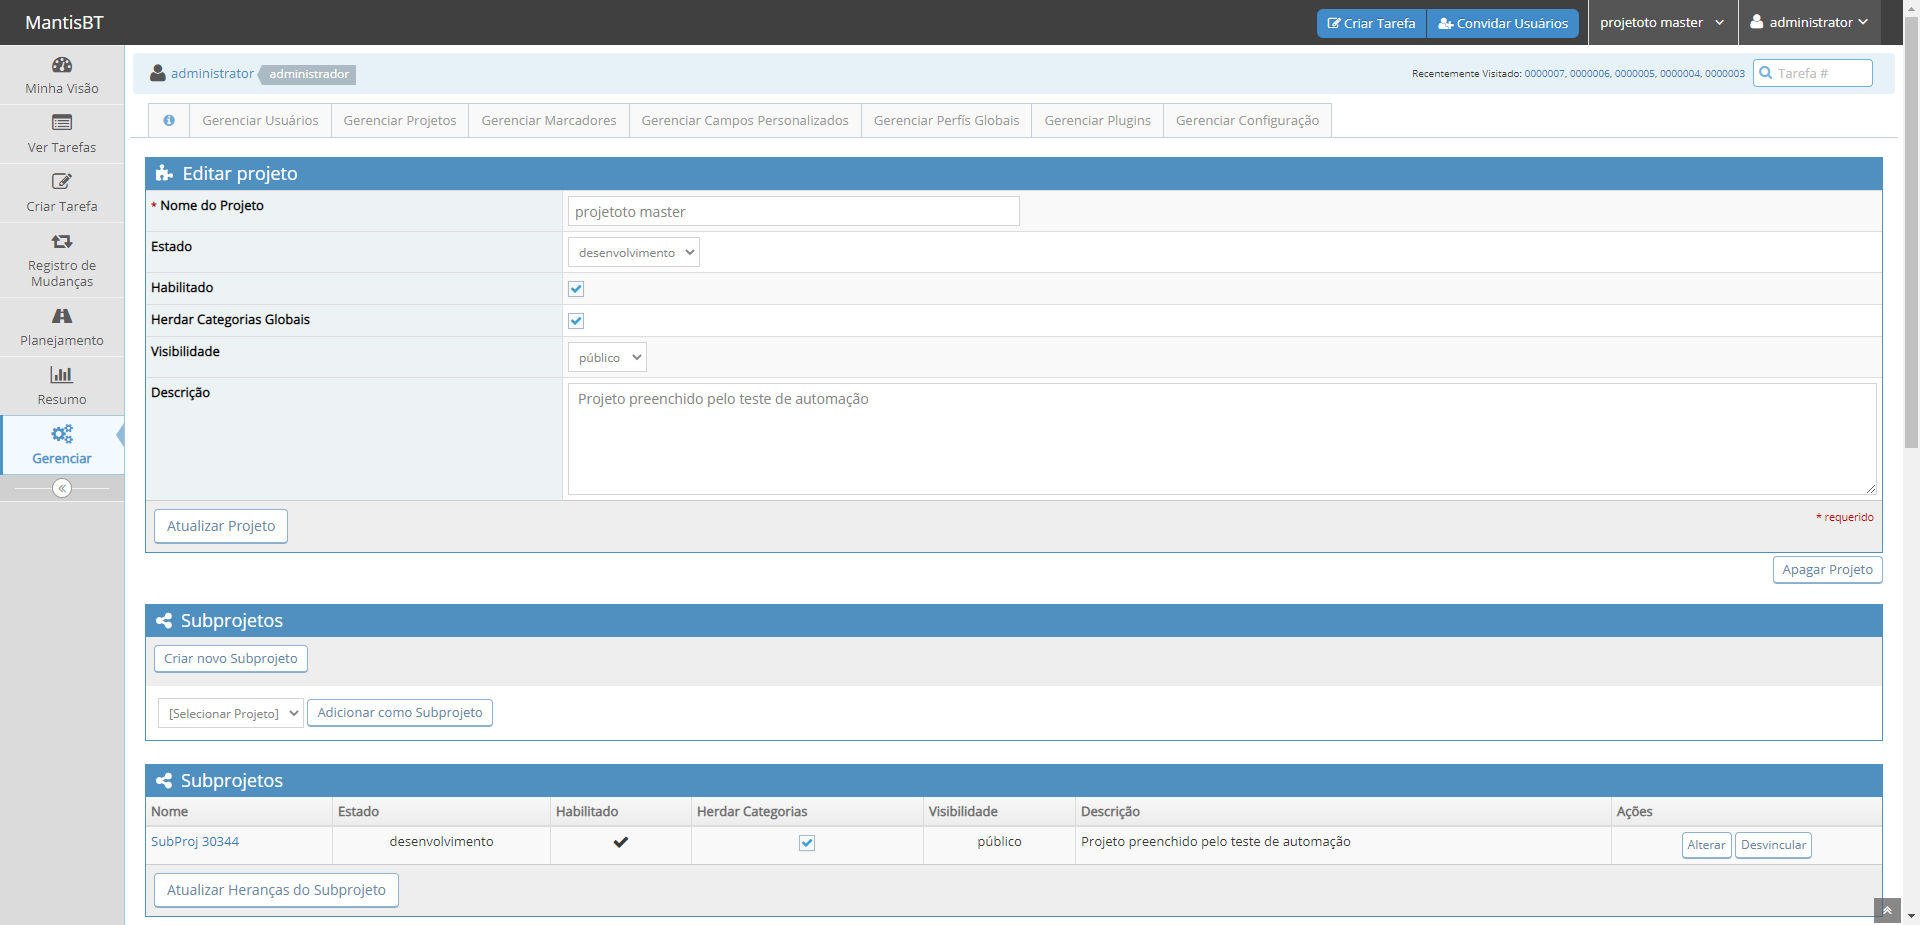 MantisBT
Criar Tarefa
Convidar Usuários
projetoto master
administrator
Minha Visão
Ver Tarefas
Criar Tarefa
Registro de
Mudanças
Planejamento
Resumo
Gerenciar
administrator
administrador
Recentemente Visitado: 0000007, 0000006, 0000005, 0000004, 0000003
Tarefa #
Gerenciar Usuários
Gerenciar Projetos
Gerenciar Marcadores
Gerenciar Campos Personalizados
Gerenciar Perfís Globais
Gerenciar Plugins
Gerenciar Configuração
Editar projeto
* Nome do Projeto
projetoto master
Estado
desenvolvimento
Habilitado
Herdar Categorias Globais
Visibilidade
público
Descrição
Projeto preenchido pelo teste de automação
Atualizar Projeto
* requerido
Apagar Projeto
Subprojetos
Criar novo Subprojeto
[Selecionar Projeto]
Adicionar como Subprojeto
Subprojetos
Nome Estado Habilitado Herdar Categorias Visibilidade Descrição Ações
SubProj 30344 desenvolvimento público Projeto preenchido pelo teste de automação Alterar Desvincular
Atualizar Heranças do Subprojeto